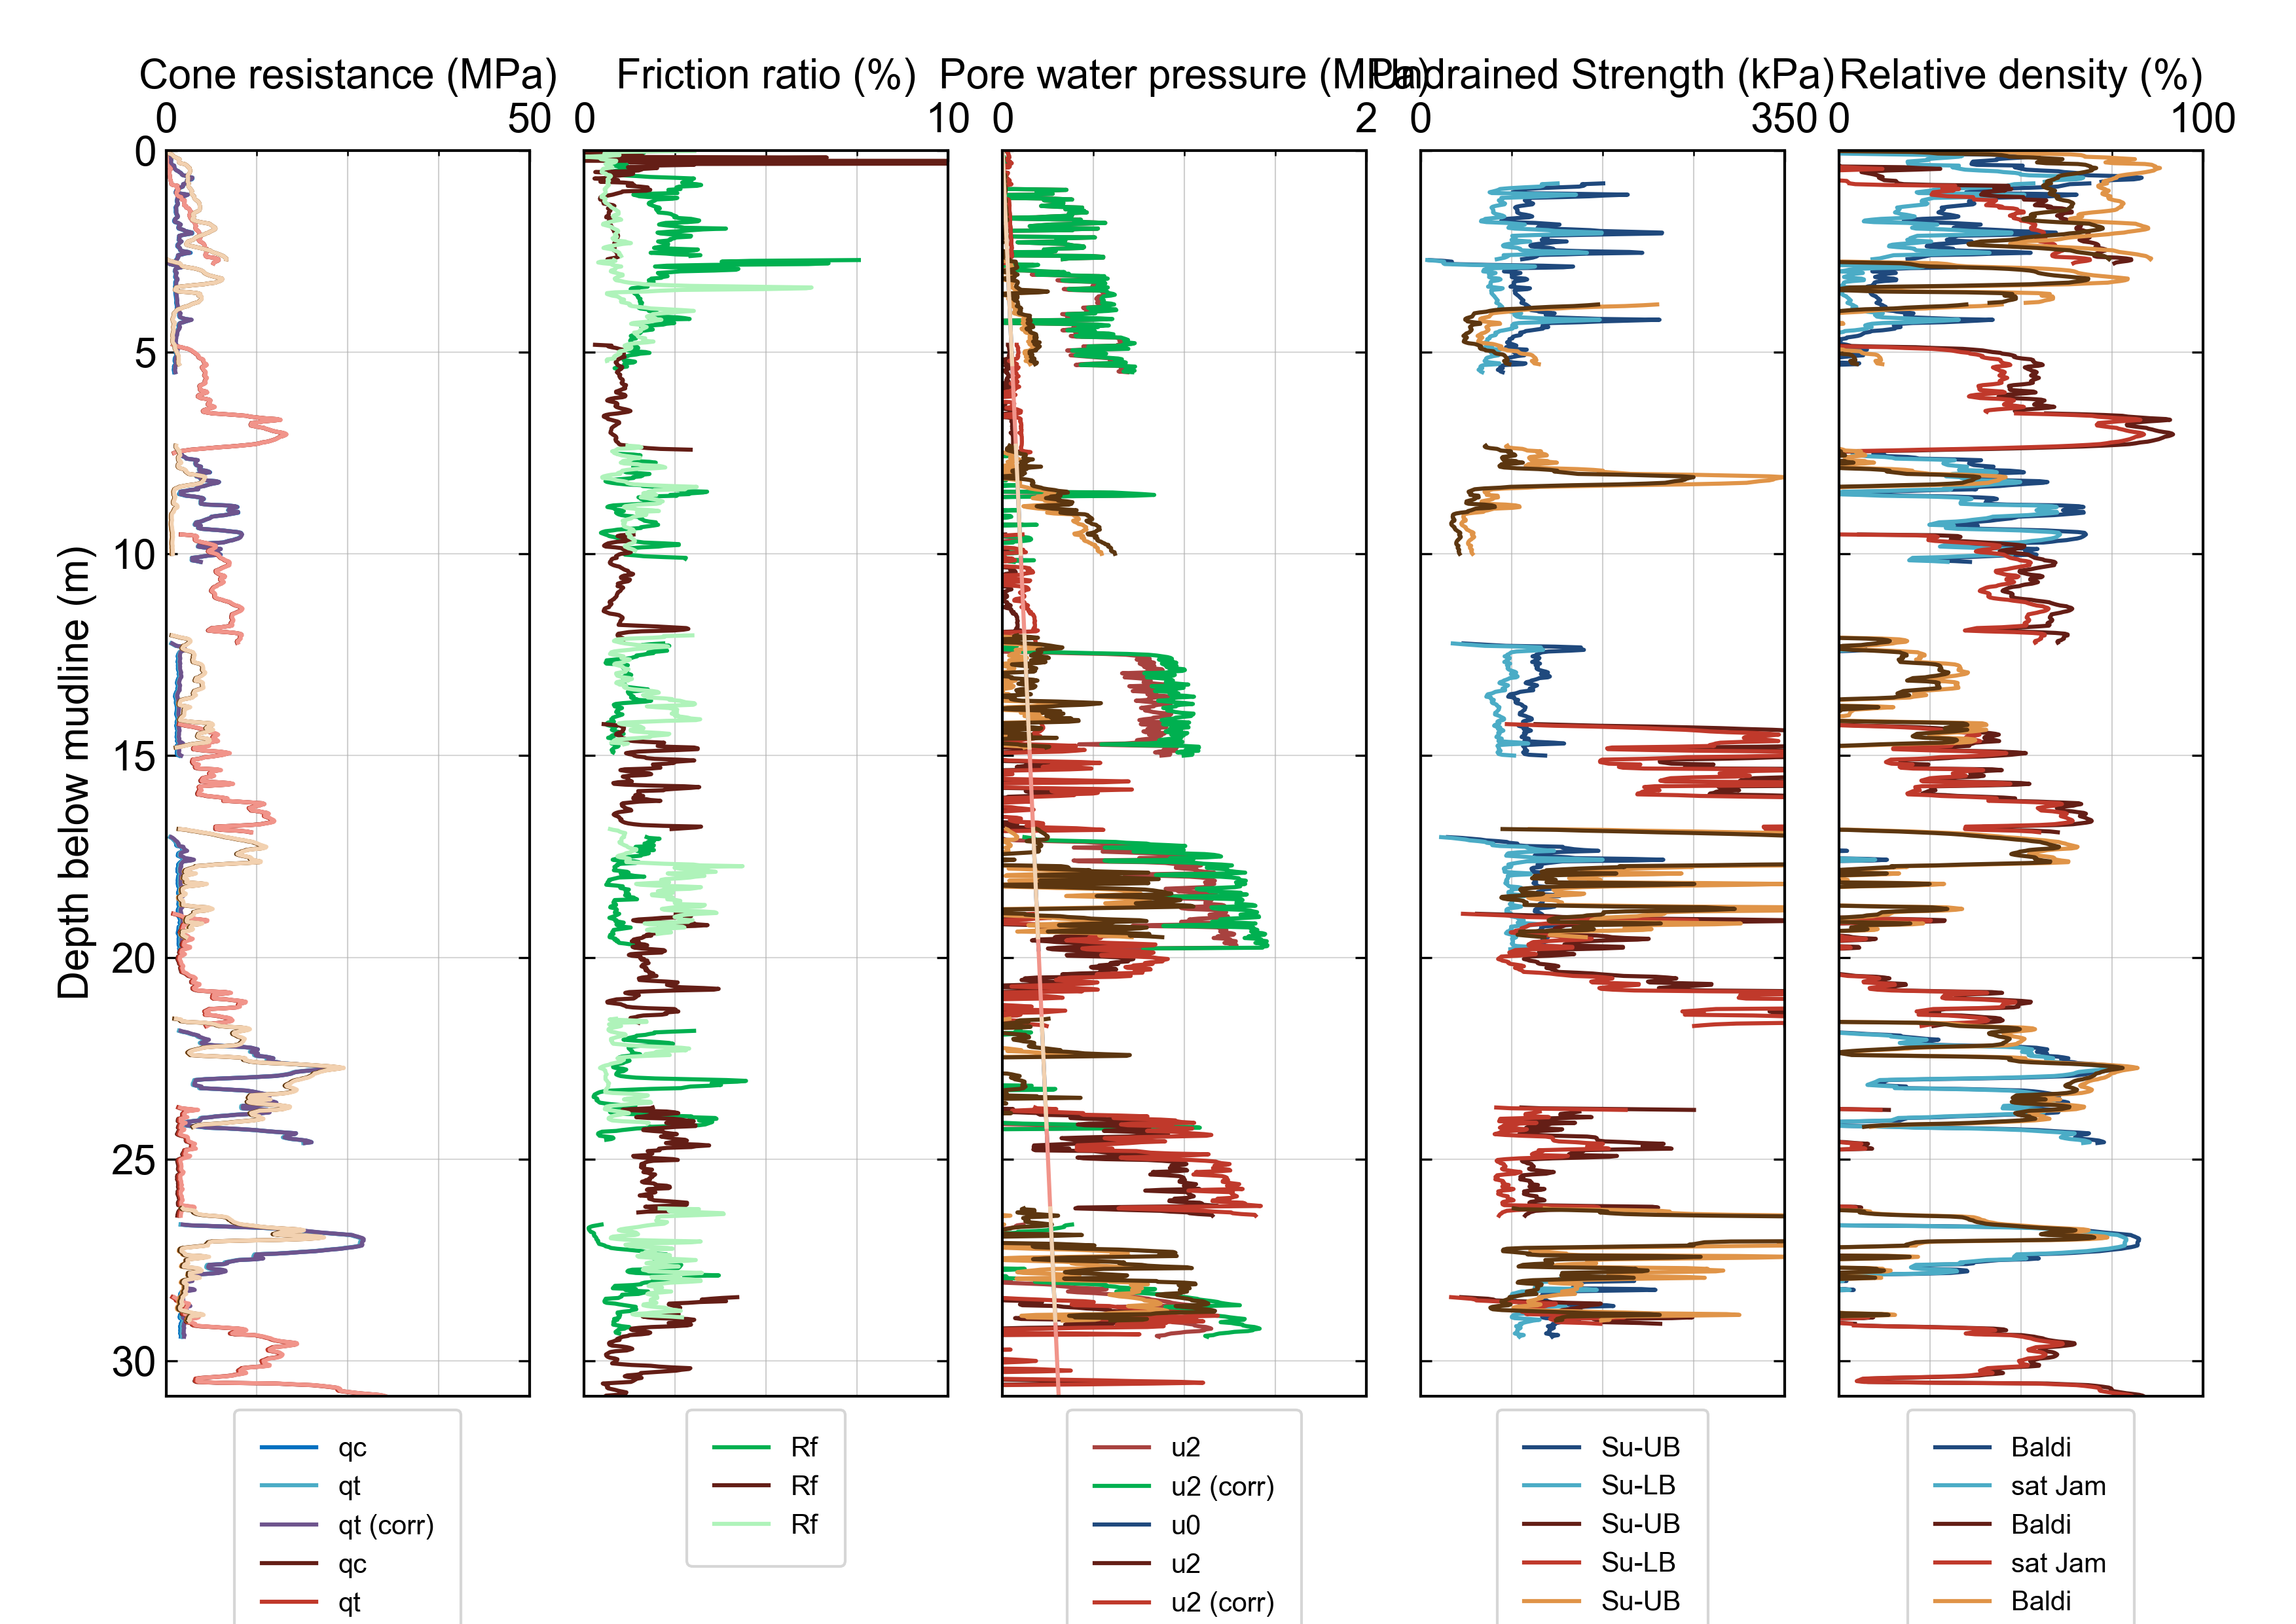 Cone resistance (MPa)
Friction ratio (%)
Pore water pressure (MPa)
Undrained Strength (kPa)
Relative density (%)
0 50
0 10
0 2
0 350
0 100
0
5
10
15
20
25
30
Depth below mudline (m)
qc
qt
qt (corr)
qc
qt
Rf
Rf
Rf
u2
u2 (corr)
u0
u2
u2 (corr)
Su-UB
Su-LB
Su-UB
Su-LB
Su-UB
Baldi
sat Jam
Baldi
sat Jam
Baldi